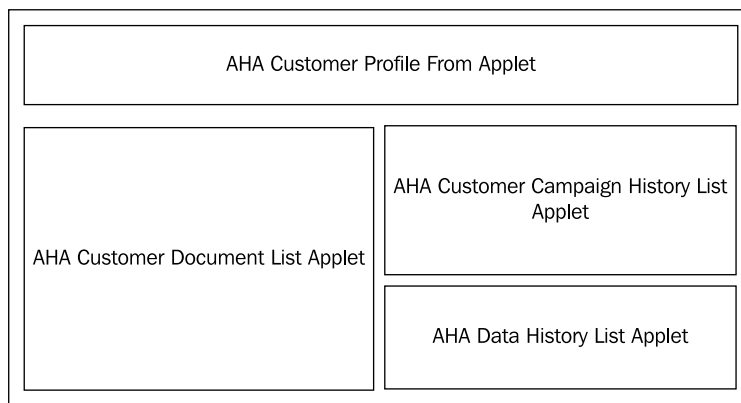 AHA Customer Profile From Applet
AHA Customer Document List Applet
AHA Customer Campaign History List
Applet
AHA Data History List Applet